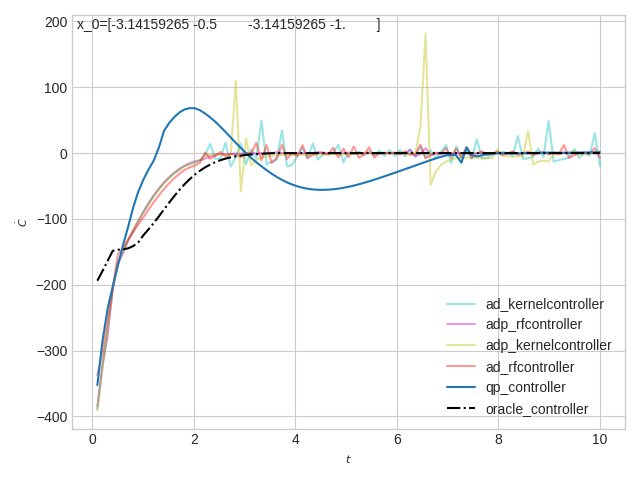 x_0=[-3.14159265 -0.5 -3.14159265 -1. ]
200
100
0
−100
−200
−300
−400
Ċ
0 2 4 6 8 10
t
ad_kernelcontroller
adp_rfcontroller
adp_kernelcontroller
ad_rfcontroller
qp_controller
oracle_controller